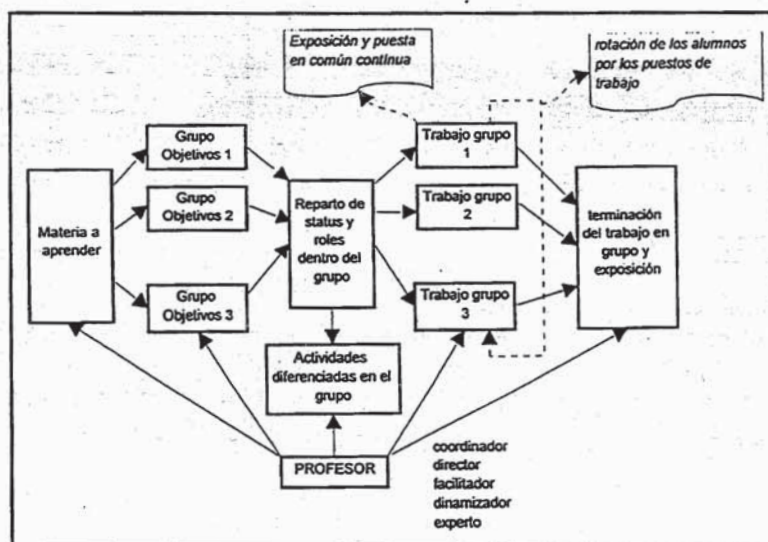 Exposición y puesta
en común continua
rotación de los alumnos
por los puestos de
trabajo
Grupo
Objetivos 1
Trabajo grupo
1
Materia a
aprender
Grupo
Objetivos 2
Reparto de
status y
roles
dentro del
grupo
Trabajo grupo
2
terminación
del trabajo en
grupo y
exposición
Grupo
Objetivos 3
Trabajo grupo
3
Actividades
diferenciadas en el
grupo
PROFESOR
coordinador
director
facilitador
dinamizador
experto